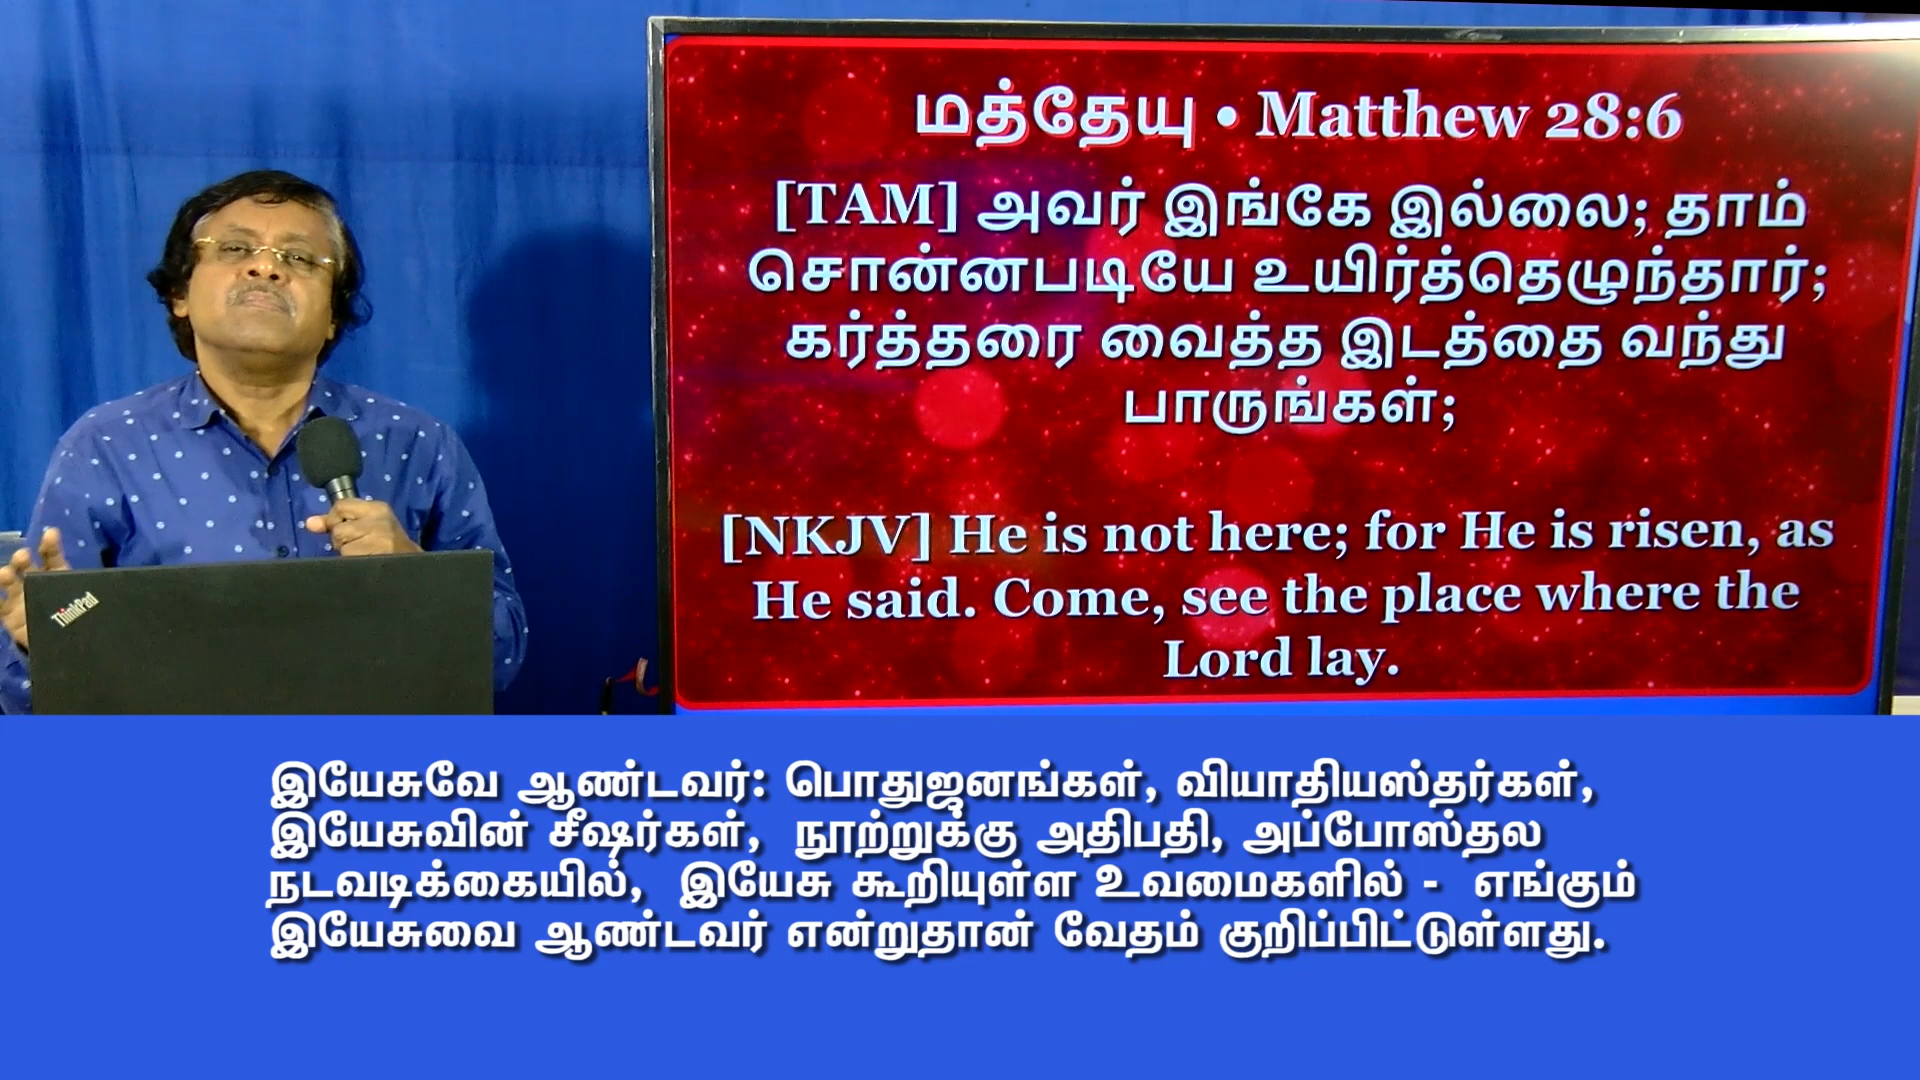 மத்தேயு • Matthew 28:6
[TAM] அவர் இங்கே இல்லை; தாம்
சொன்னபடியே உயிர்த்தெழுந்தார்;
கர்த்தரை வைத்த இடத்தை வந்து
பாருங்கள்;
[NKJV] He is not here; for He is risen, as
He said. Come, see the place where the
Lord lay.
ThinkPad
இயேசுவே ஆண்டவர்: பொதுஜனங்கள், வியாதியஸ்தர்கள்,
இயேசுவின் சீஷர்கள், நூற்றுக்கு அதிபதி, அப்போஸ்தல
நடவடிக்கையில், இயேசு கூறியுள்ள உவமைகளில் - எங்கும்
இயேசுவை ஆண்டவர் என்றுதான் வேதம் குறிப்பிட்டுள்ளது.